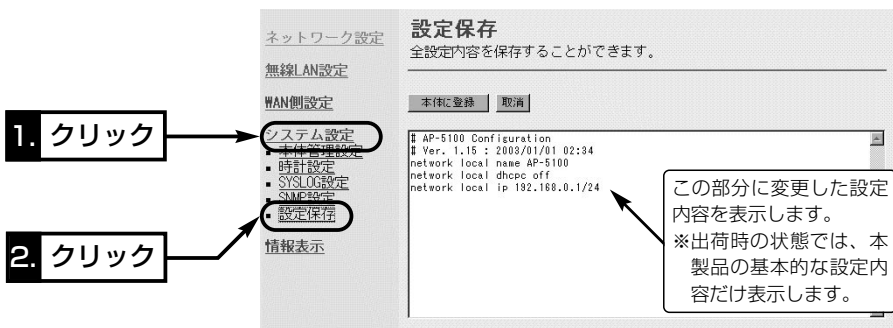 ネットワーク設定
無線LAN設定
WAN側設定
システム設定
本体管理設定
時計設定
SYSLOG設定
SNMP設定
設定保存
情報表示
設定保存
全設定内容を保存することができます。
本体に登録 取消
# AP-5100 Configuration
# Ver. 1.15 : 2003/01/01 02:34
network local name AP-5100
network local dhcpc off
network local ip 192.168.0.1/24
1. クリック
2. クリック
この部分に変更した設定
内容を表示します。
※出荷時の状態では、本
製品の基本的な設定内
容だけ表示します。